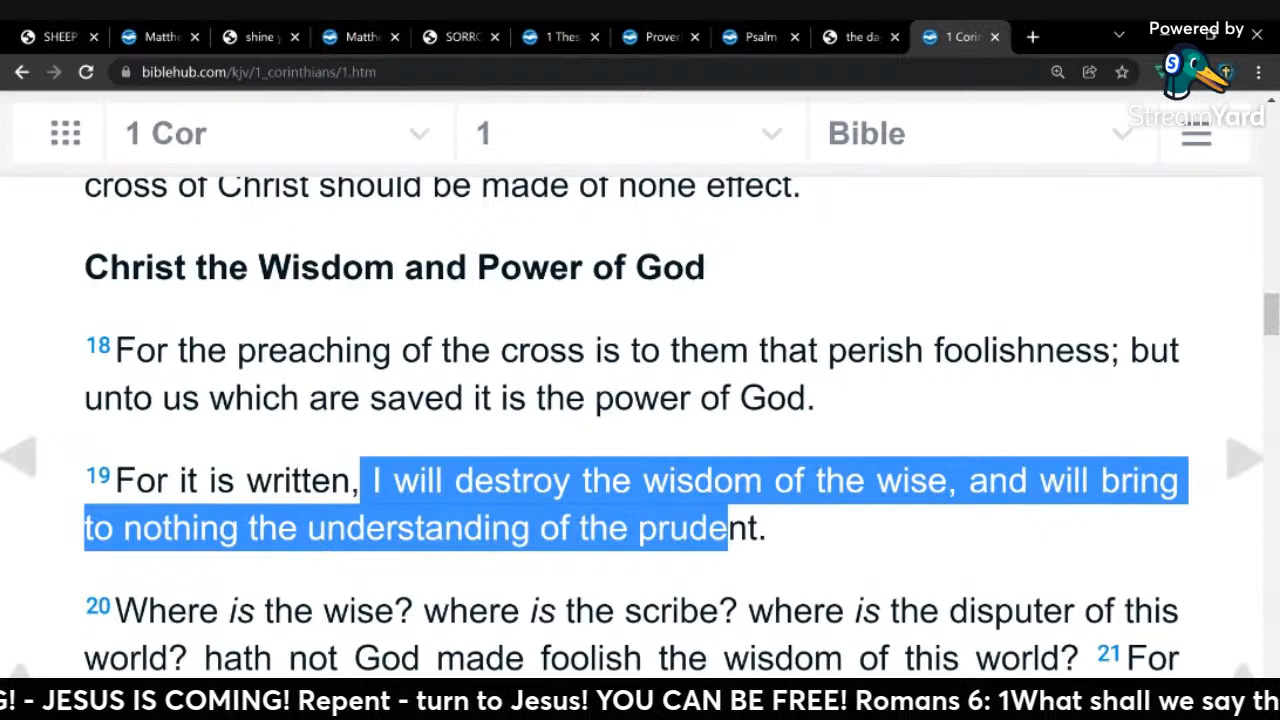 Powered by
SHEEP
Matthe
shine y
Matthe
SORRO
1 Thes
Prover
Psalm
the da
1 Corin
biblehub.com/kjv/1_corinthians/1.htm
StreamYard
1 Cor
1
Bible
cross of Christ should be made of none effect.
Christ the Wisdom and Power of God
18 For the preaching of the cross is to them that perish foolishness; but
unto us which are saved it is the power of God.
19 For it is written, I will destroy the wisdom of the wise, and will bring
to nothing the understanding of the prudent.
20 Where is the wise? where is the scribe? where is the disputer of this
world? hath not God made foolish the wisdom of this world? 21 For
G! - JESUS IS COMING! Repent - turn to Jesus! YOU CAN BE FREE! Romans 6: 1What shall we say th